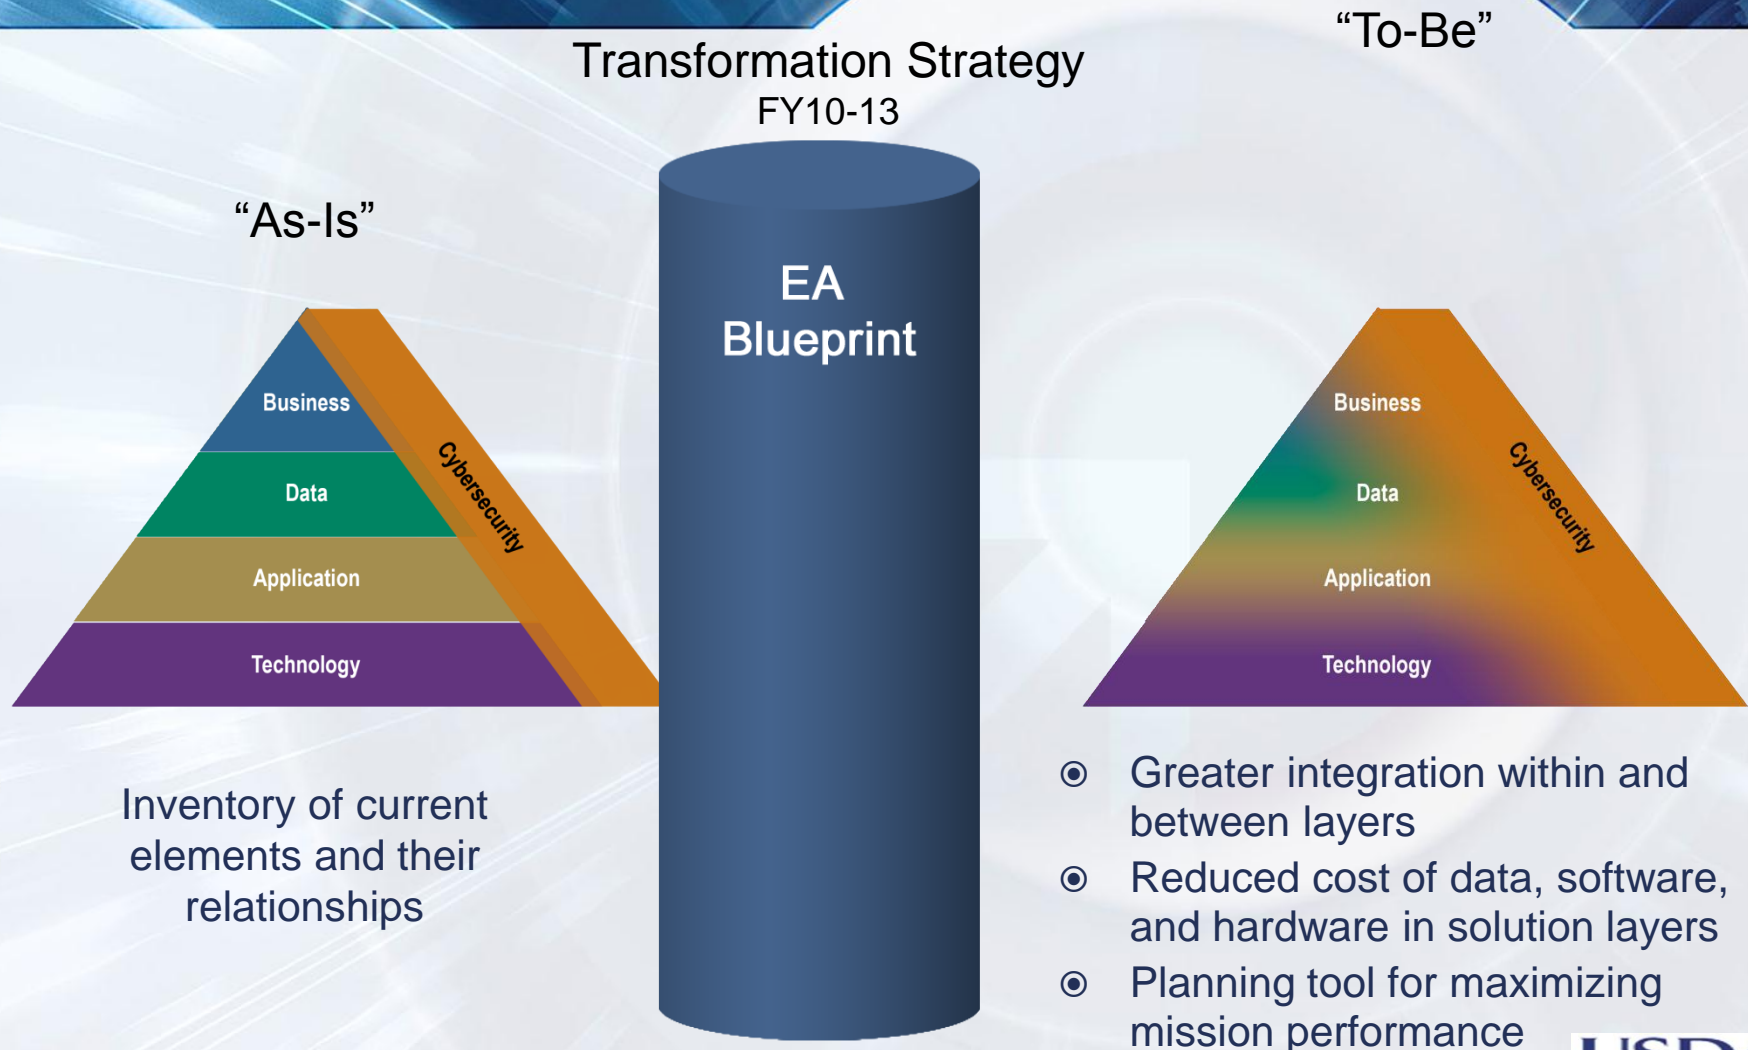 “To-Be”
Transformation Strategy
FY10-13
“As-Is”
EA
Blueprint
Business
Data
Application
Technology
Cybersecurity
Business
Data
Application
Technology
Cybersecurity
Inventory of current
elements and their
relationships
Greater integration within and
between layers
Reduced cost of data, software,
and hardware in solution layers
Planning tool for maximizing
mission performance